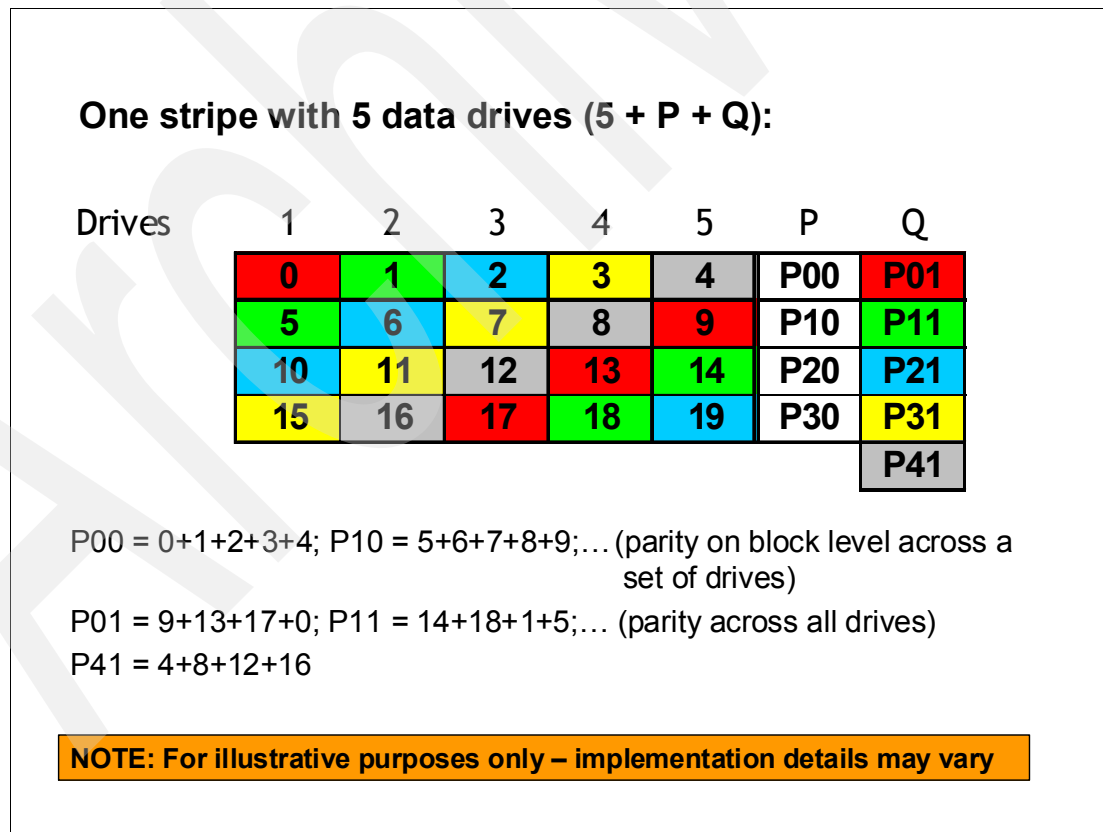 One stripe with 5 data drives (5 + P + Q):
Drives 1 2 3 4 5 P Q
0 1 2 3 4 P00 P01
5 6 7 8 9 P10 P11
10 11 12 13 14 P20 P21
15 16 17 18 19 P30 P31
P41
P00 = 0+1+2+3+4; P10 = 5+6+7+8+9;… (parity on block level across a
set of drives)
P01 = 9+13+17+0; P11 = 14+18+1+5;… (parity across all drives)
P41 = 4+8+12+16
NOTE: For illustrative purposes only – implementation details may vary